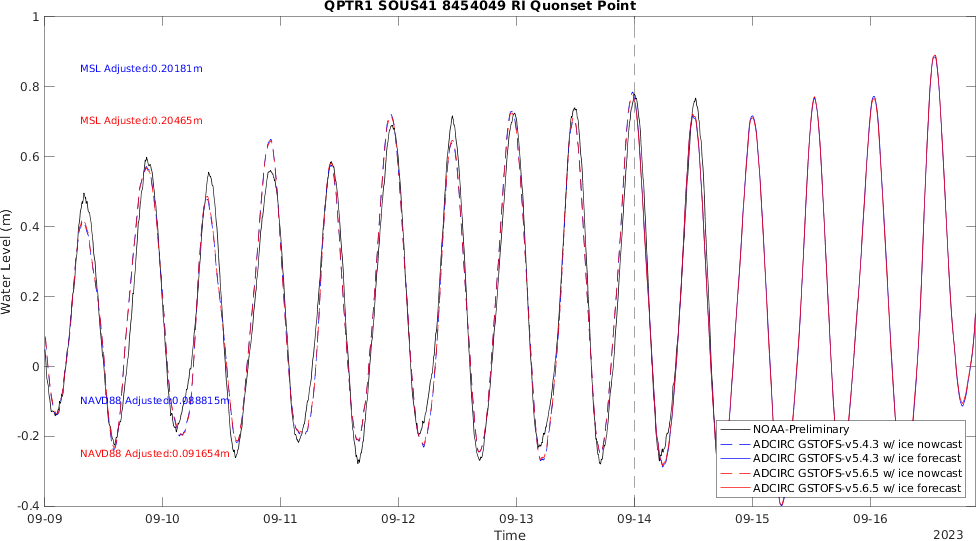 QPTR1 SOUS41 8454049 RI Quonset Point
1
0.8
0.6
0.4
0.2
0
-0.2
-0.4
Water Level (m)
MSL Adjusted:0.20181m
MSL Adjusted:0.20465m
NAVD88 Adjusted:0.088815m
NAVD88 Adjusted:0.091654m
NOAA-Preliminary
ADCIRC GSTOFS-v5.4.3 w/ ice nowcast
ADCIRC GSTOFS-v5.4.3 w/ ice forecast
ADCIRC GSTOFS-v5.6.5 w/ ice nowcast
ADCIRC GSTOFS-v5.6.5 w/ ice forecast
09-09 09-10 09-11 09-12 09-13 09-14 09-15 09-16
Time
2023